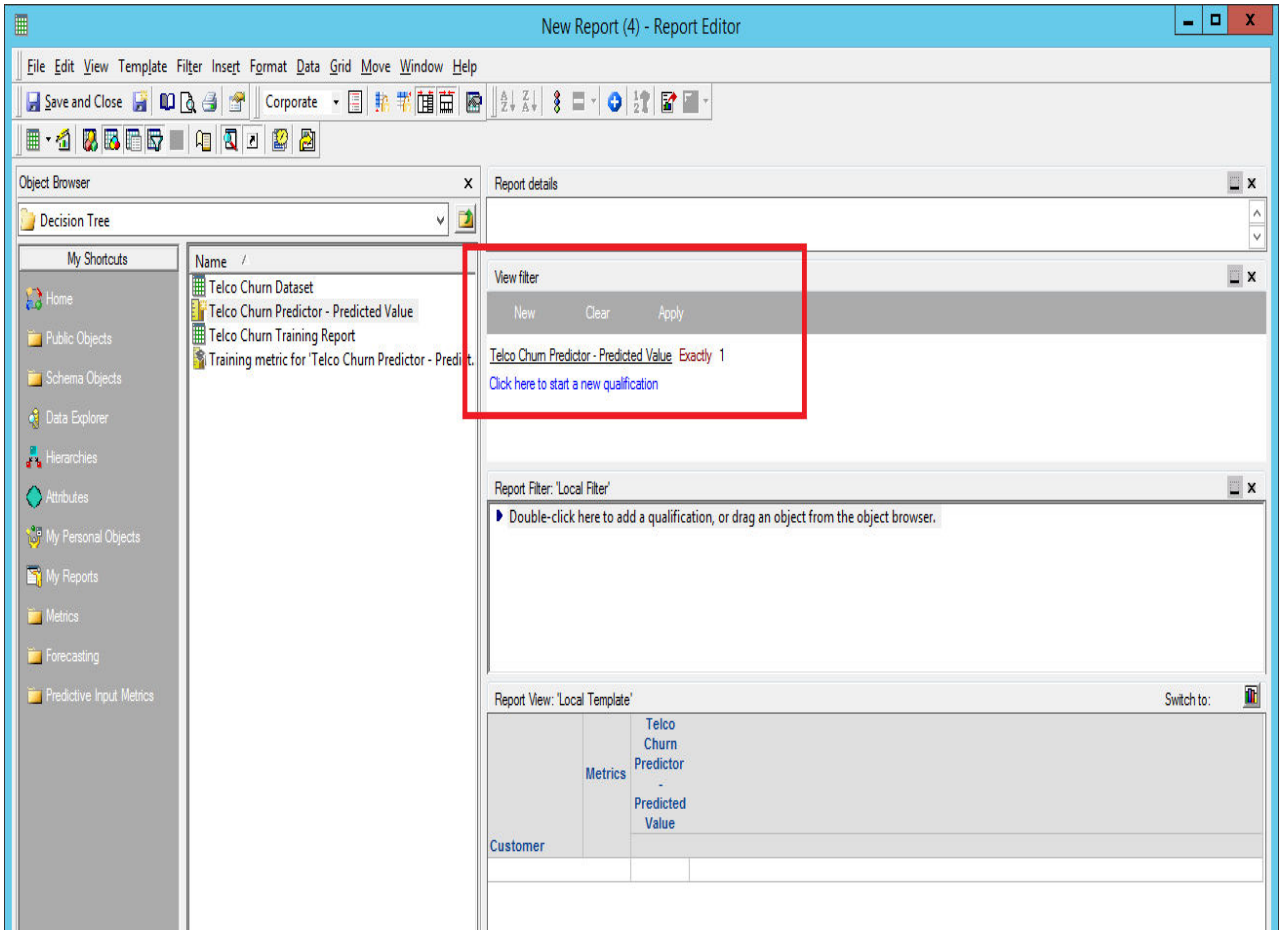 New Report (4) - Report Editor
File Edit View Template Filter Insert Format Data Grid Move Window Help
Save and Close Corporate
Object Browser x
Decision Tree
My Shortcuts
Home
Public Objects
Schema Objects
Data Explorer
Hierarchies
Attributes
My Personal Objects
My Reports
Metrics
Forecasting
Predictive Input Metrics
Name /
Telco Churn Dataset
Telco Churn Predictor - Predicted Value
Telco Churn Training Report
Training metric for 'Telco Churn Predictor - Predict.
Report details
View filter
New Clear Apply
Telco Churn Predictor - Predicted Value Exactly 1
Click here to start a new qualification
Report Filter: 'Local Filter'
Double-click here to add a qualification, or drag an object from the object browser.
Report View: 'Local Template' Switch to:
Customer
Metrics
Telco
Churn
Predictor
-
Predicted
Value